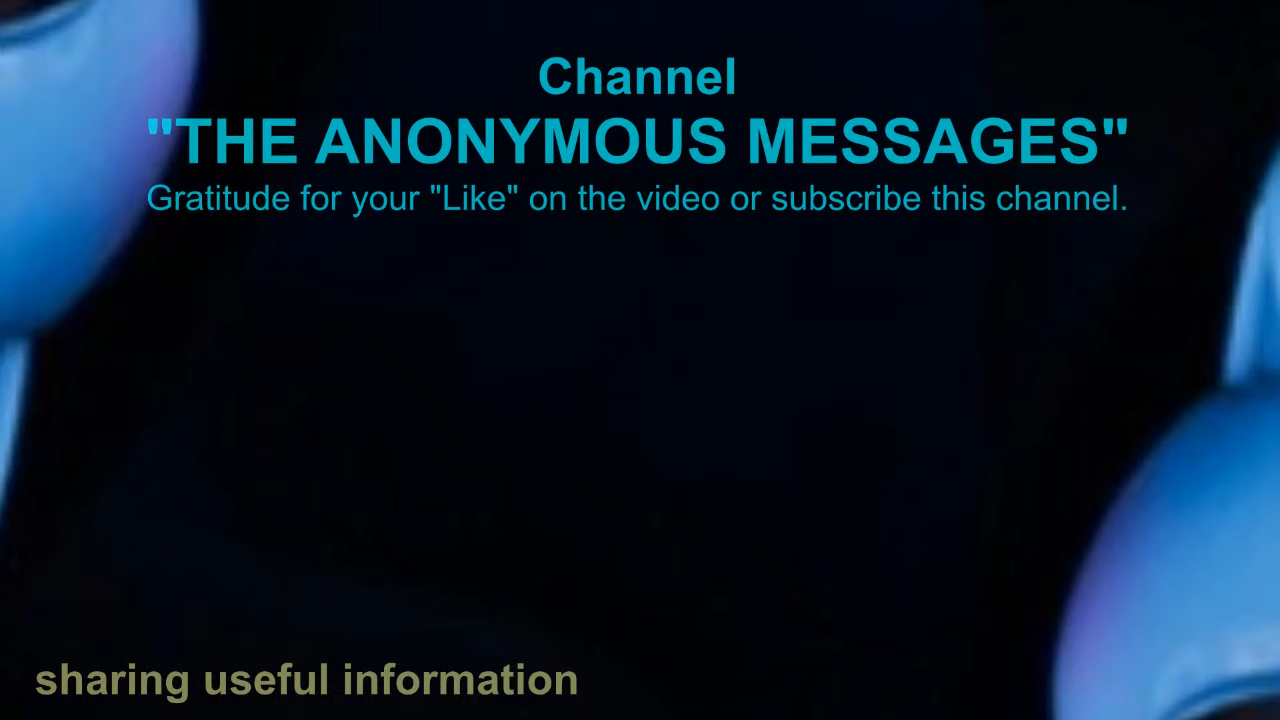 Channel
"THE ANONYMOUS MESSAGES"
Gratitude for your "Like" on the video or subscribe this channel.
sharing useful information